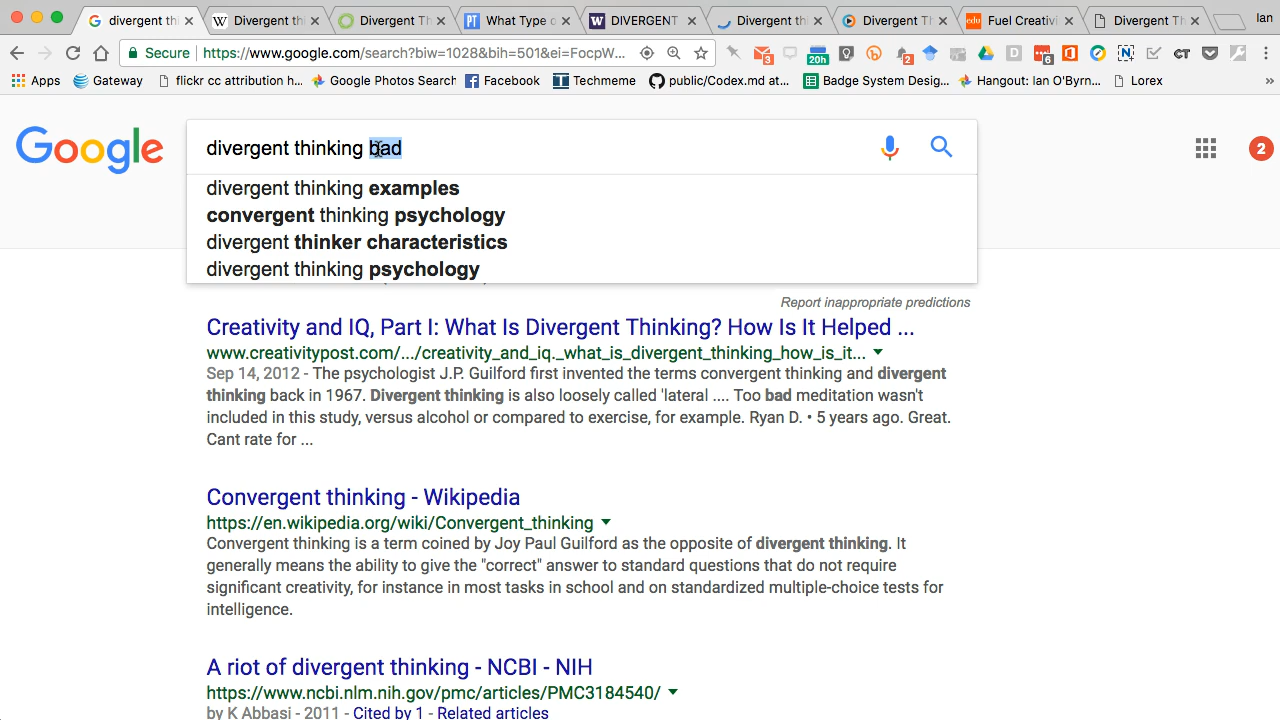 divergent thi
Divergent thi
Divergent Th
PT What Type o
W DIVERGENT
Divergent thi
Divergent Th
edu Fuel Creativi
Divergent Th
Ian
Secure https://www.google.com/search?biw=1028&bih=501&ei=FocpW...
3
20h
2
6
CT
Apps Gateway flickr cc attribution h... Google Photos Search Facebook Techmeme public/Codex.md at... Badge System Desig... Hangout: Ian O'Byrn... Lorex »
Google
divergent thinking bad
2
divergent thinking examples
convergent thinking psychology
divergent thinker characteristics
divergent thinking psychology
Report inappropriate predictions
Creativity and IQ, Part I: What Is Divergent Thinking? How Is It Helped ...
www.creativitypost.com/.../creativity_and_iq._what_is_divergent_thinking_how_is_it...
Sep 14, 2012 - The psychologist J.P. Guilford first invented the terms convergent thinking and divergent
thinking back in 1967. Divergent thinking is also loosely called 'lateral .... Too bad meditation wasn't
included in this study, versus alcohol or compared to exercise, for example. Ryan D. • 5 years ago. Great.
Cant rate for ...
Convergent thinking - Wikipedia
https://en.wikipedia.org/wiki/Convergent_thinking
Convergent thinking is a term coined by Joy Paul Guilford as the opposite of divergent thinking. It
generally means the ability to give the "correct" answer to standard questions that do not require
significant creativity, for instance in most tasks in school and on standardized multiple-choice tests for
intelligence.
A riot of divergent thinking - NCBI - NIH
https://www.ncbi.nlm.nih.gov/pmc/articles/PMC3184540/
by K Abbasi - 2011 - Cited by 1 - Related articles